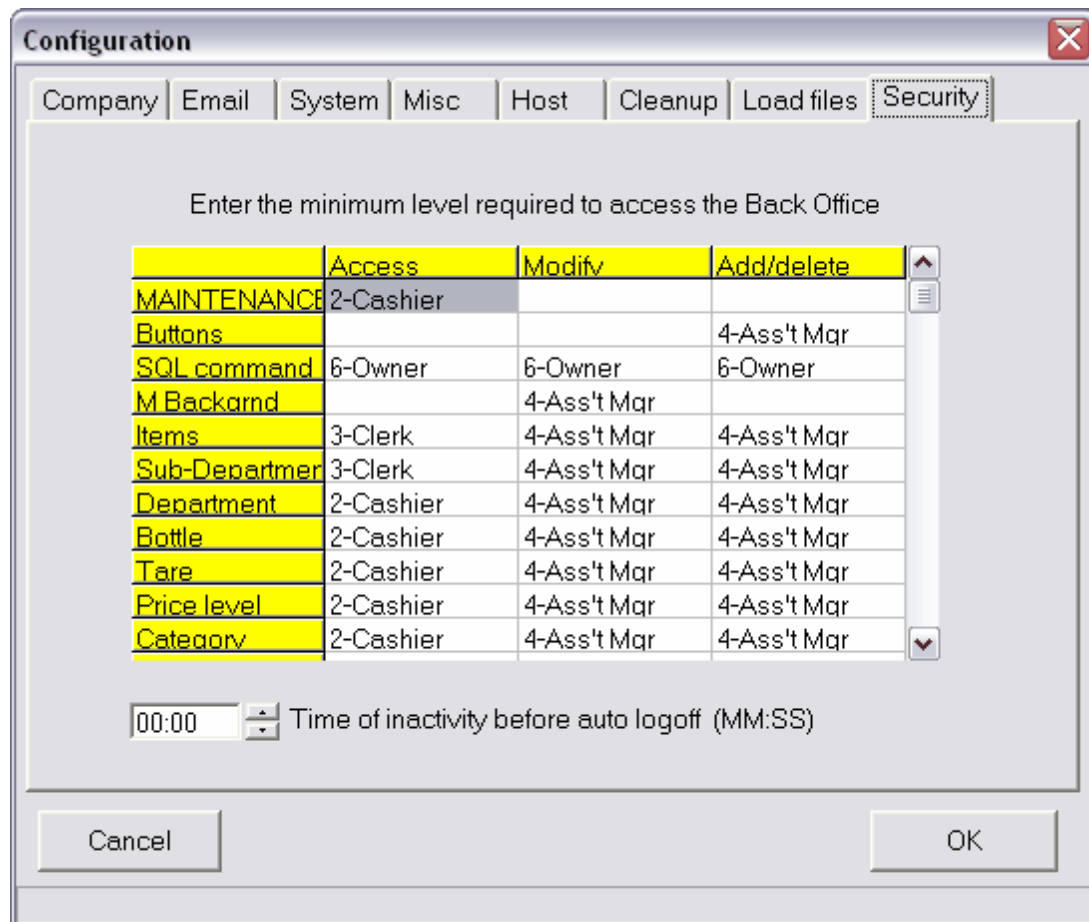 Configuration
Company Email System Misc Host Cleanup Load files Security
Enter the minimum level required to access the Back Office
Access Modify Add/delete
MAINTENANCE 2-Cashier
Buttons 4-Ass't Mgr
SQL command 6-Owner 6-Owner 6-Owner
M Backgrnd 4-Ass't Mgr
Items 3-Clerk 4-Ass't Mgr 4-Ass't Mgr
Sub-Departmen 3-Clerk 4-Ass't Mgr 4-Ass't Mgr
Department 2-Cashier 4-Ass't Mgr 4-Ass't Mgr
Bottle 2-Cashier 4-Ass't Mgr 4-Ass't Mgr
Tare 2-Cashier 4-Ass't Mgr 4-Ass't Mgr
Price level 2-Cashier 4-Ass't Mgr 4-Ass't Mgr
Category 2-Cashier 4-Ass't Mgr 4-Ass't Mgr
00:00 Time of inactivity before auto logoff (MM:SS)
Cancel OK